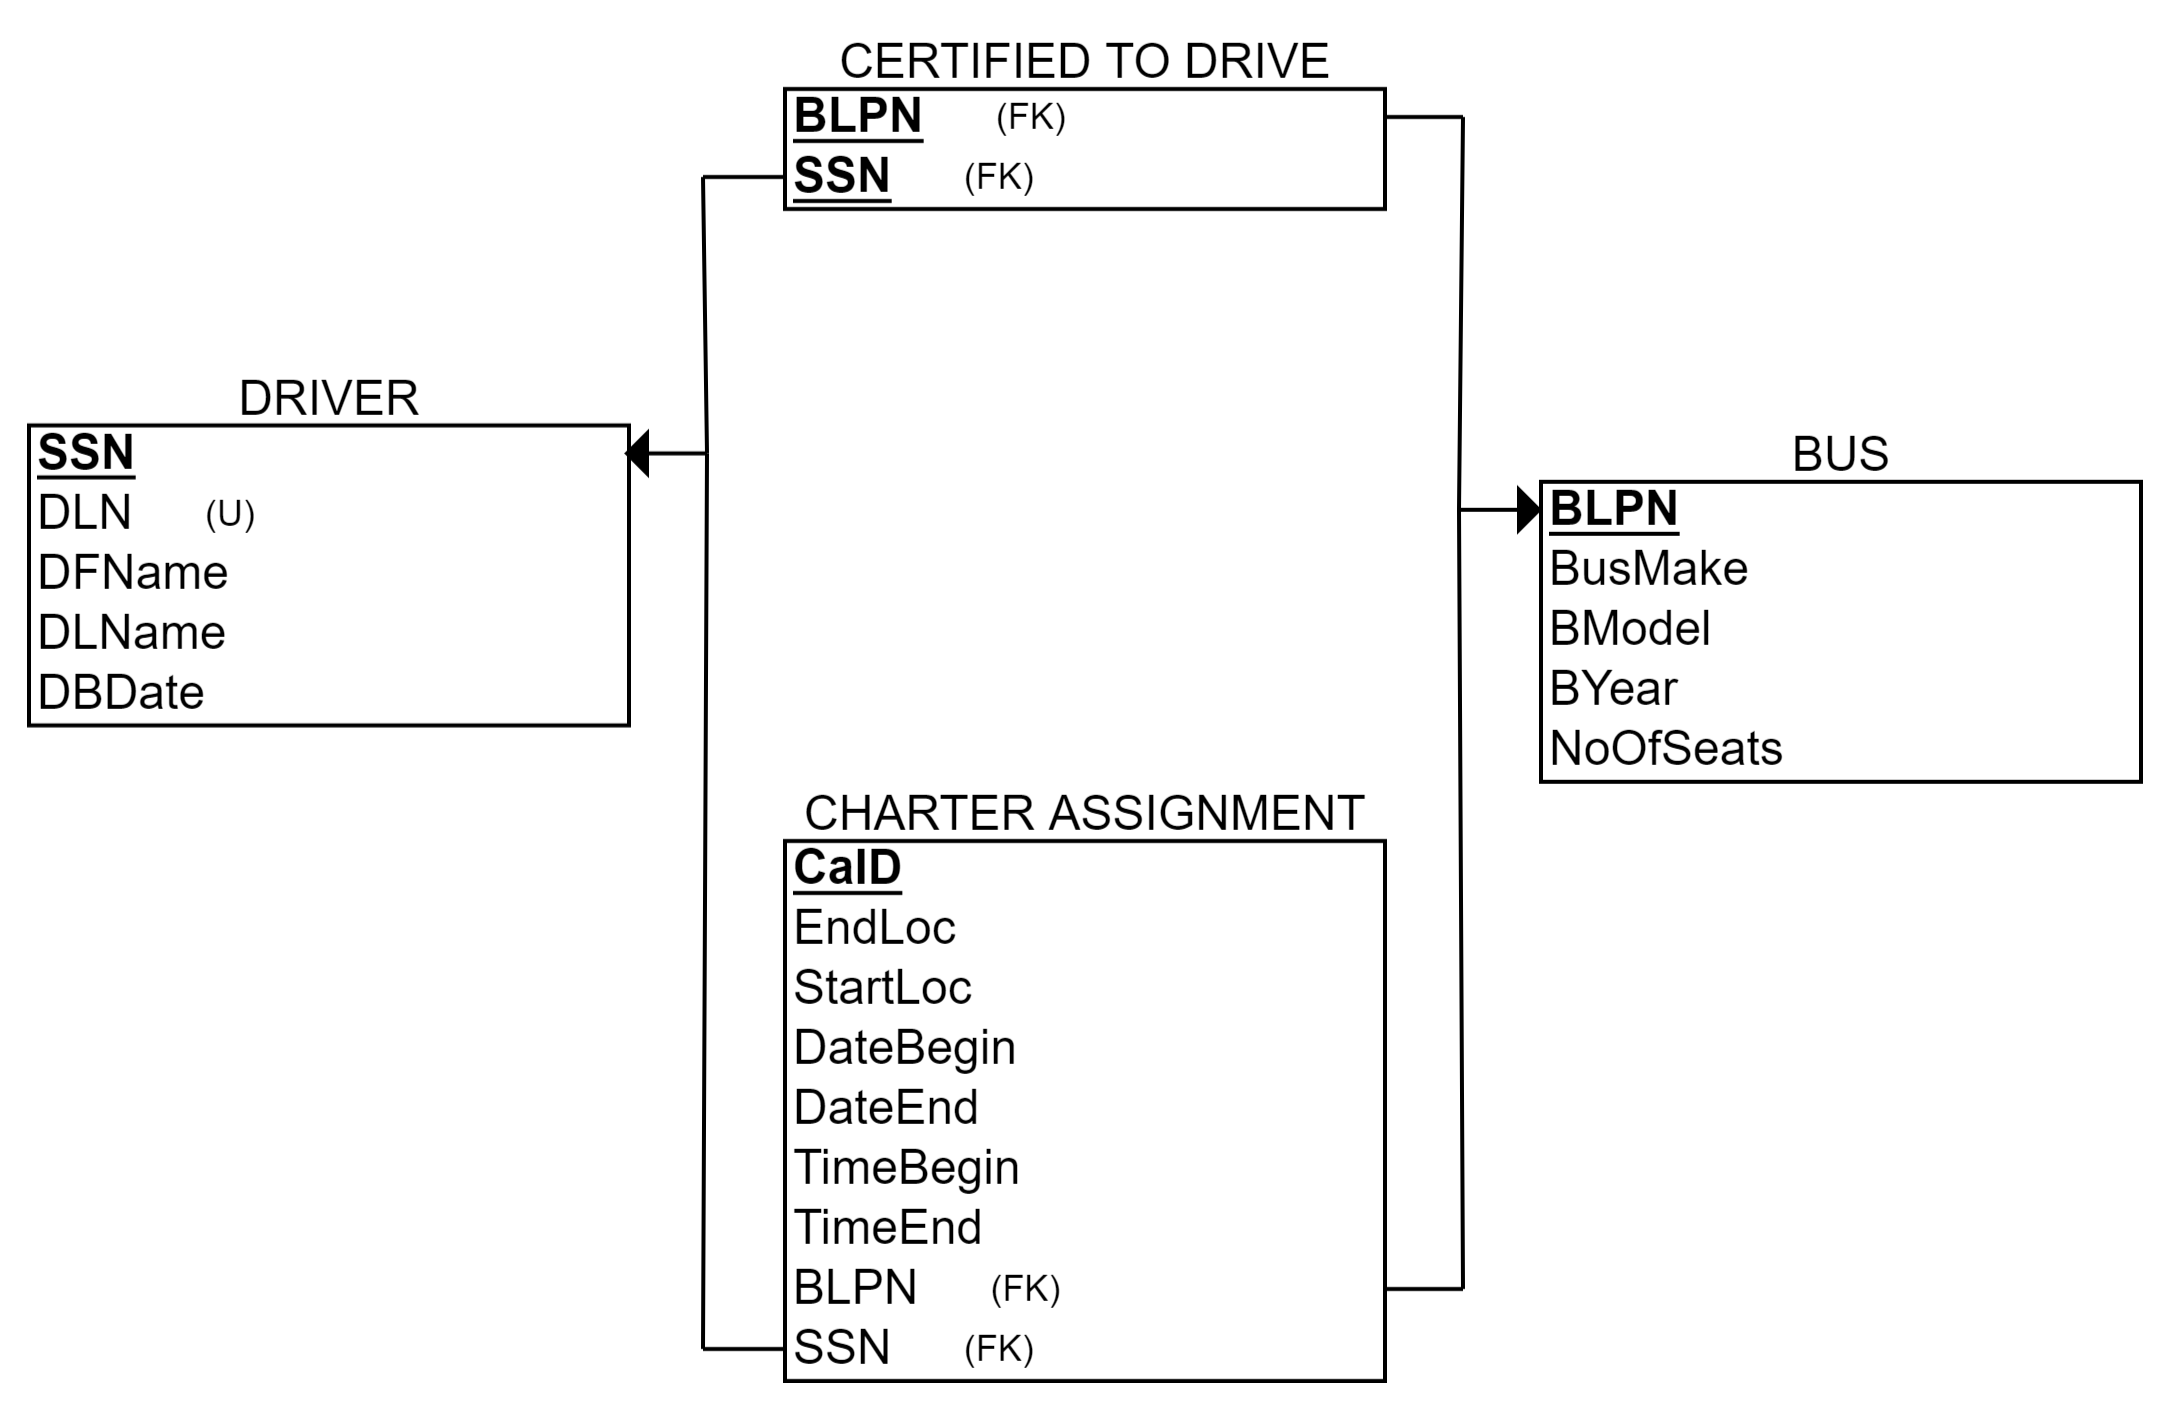 CERTIFIED TO DRIVE
BLPN (FK)
SSN (FK)
DRIVER
SSN
DLN (U)
DFName
DLName
DBDate
BUS
BLPN
BusMake
BModel
BYear
NoOfSeats
CHARTER ASSIGNMENT
CaID
EndLoc
StartLoc
DateBegin
DateEnd
TimeBegin
TimeEnd
BLPN (FK)
SSN (FK)